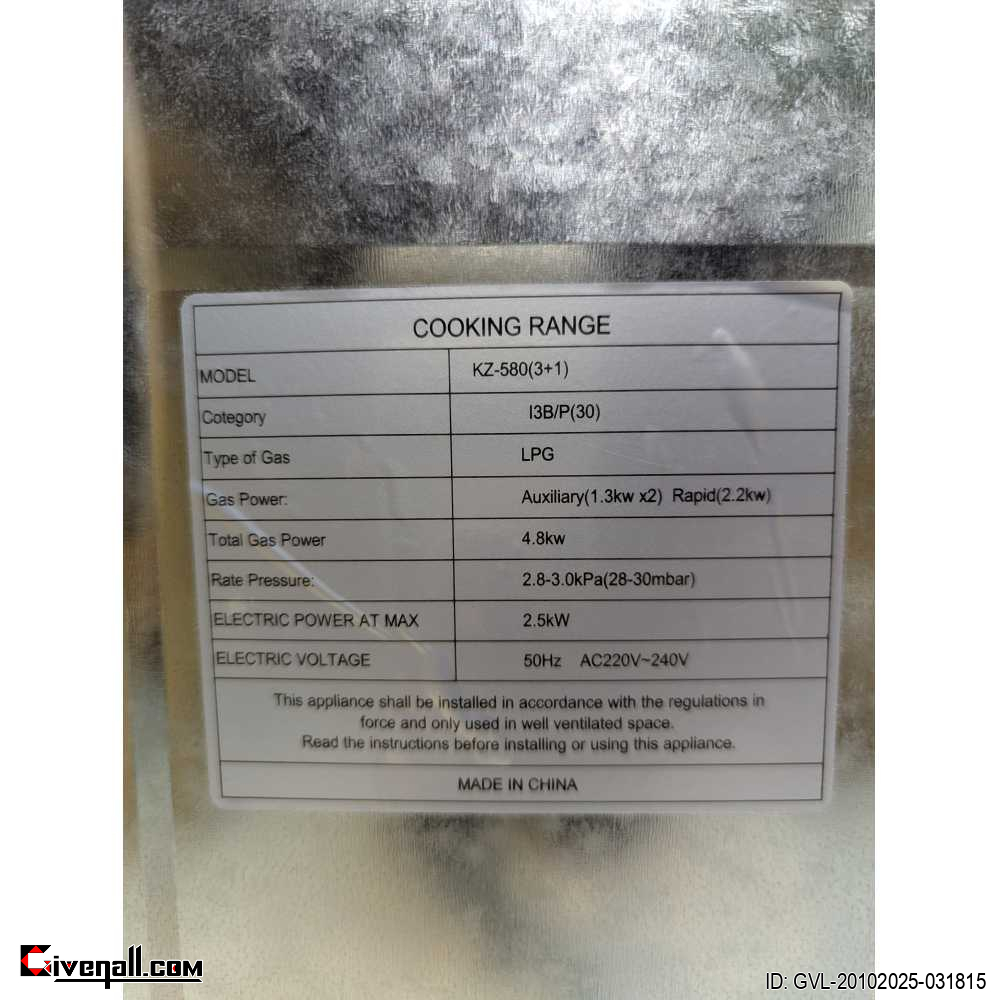 COOKING RANGE
MODEL KZ-580(3+1)
Cotegory I3B/P(30)
Type of Gas LPG
Gas Power: Auxiliary(1.3kw x2) Rapid(2.2kw)
Total Gas Power 4.8kw
Rate Pressure: 2.8-3.0kPa(28-30mbar)
ELECTRIC POWER AT MAX 2.5kW
ELECTRIC VOLTAGE 50Hz AC220V~240V
This appliance shall be installed in accordance with the regulations in
force and only used in well ventilated space.
Read the instructions before installing or using this appliance.
MADE IN CHINA
Givenall.com
ID: GVL-20102025-031815